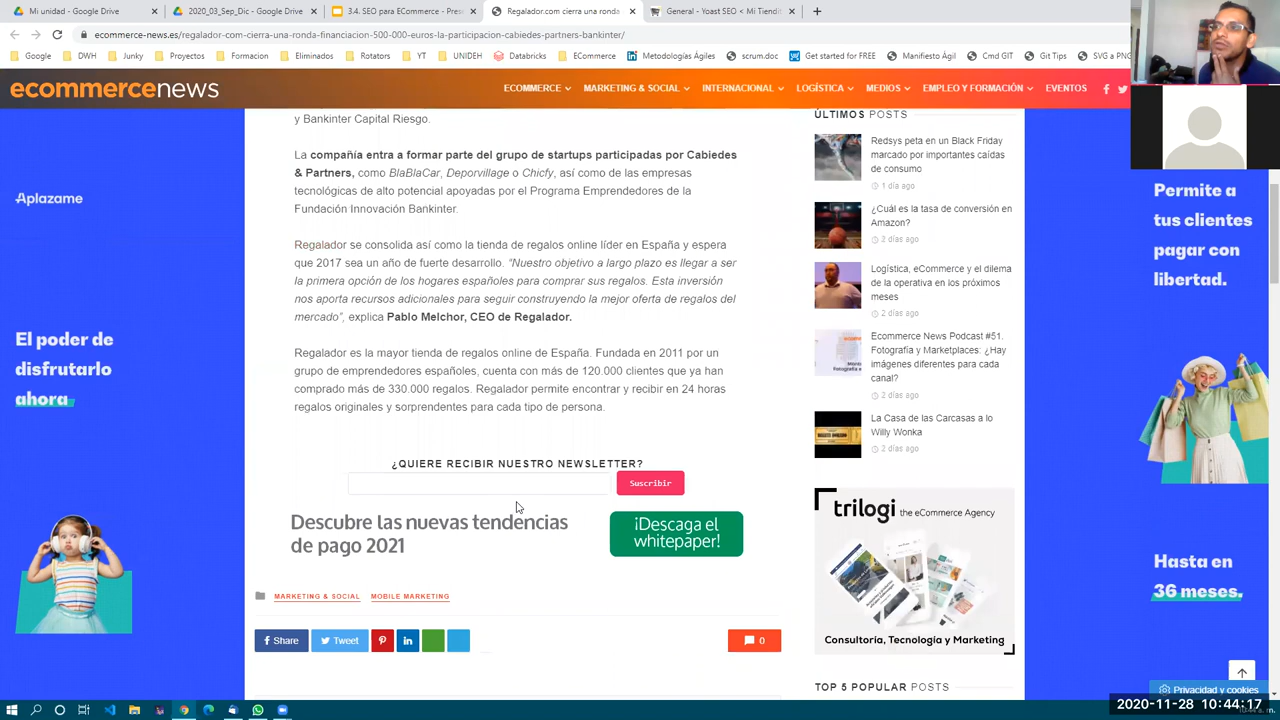 Mi unidad - Google Drive
2020_03_Sep_Dic - Google Drive
3.4. SEO para ECommerce - Pres
Regalador.com cierra una ronda
General - Yoast SEO < Mi Tiendit
ecommerce-news.es/regalador-com-cierra-una-ronda-financiacion-500-000-euros-la-participacion-cabiedes-partners-bankinter/
Google
DWH
Junky
Proyectos
Formacion
Eliminados
Rotators
YT
UNIDEH
Databricks
ECommerce
Metodologías Ágiles
scrum.doc
Get started for FREE
Manifiesto Ágil
Cmd GIT
Git Tips
SVG a PNG
ecommercenews
ECOMMERCE
MARKETING & SOCIAL
INTERNACIONAL
LOGÍSTICA
MEDIOS
EMPLEO Y FORMACIÓN
EVENTOS
y Bankinter Capital Riesgo.
La compañía entra a formar parte del grupo de startups participadas por Cabiedes
& Partners, como BlaBlaCar, Deporvillage o Chicfy, así como de las empresas
tecnológicas de alto potencial apoyadas por el Programa Emprendedores de la
Fundación Innovación Bankinter.
Regalador se consolida así como la tienda de regalos online líder en España y espera
que 2017 sea un año de fuerte desarrollo. “Nuestro objetivo a largo plazo es llegar a ser
la primera opción de los hogares españoles para comprar sus regalos. Esta inversión
nos aporta recursos adicionales para seguir construyendo la mejor oferta de regalos del
mercado”, explica Pablo Melchor, CEO de Regalador.
Regalador es la mayor tienda de regalos online de España. Fundada en 2011 por un
grupo de emprendedores españoles, cuenta con más de 120.000 clientes que ya han
comprado más de 330.000 regalos. Regalador permite encontrar y recibir en 24 horas
regalos originales y sorprendentes para cada tipo de persona.
¿QUIERE RECIBIR NUESTRO NEWSLETTER?
Suscribir
Descubre las nuevas tendencias
de pago 2021
¡Descaga el
whitepaper!
MARKETING & SOCIAL
MOBILE MARKETING
Share
Tweet
0
ÚLTIMOS POSTS
Redsys peta en un Black Friday
marcado por importantes caídas
de consumo
1 día ago
¿Cuál es la tasa de conversión en
Amazon?
2 días ago
Logística, eCommerce y el dilema
de la operativa en los próximos
meses
2 días ago
Ecommerce News Podcast #51.
Fotografía y Marketplaces: ¿Hay
imágenes diferentes para cada
canal?
2 días ago
La Casa de las Carcasas a lo
Willy Wonka
2 días ago
trilogi the eCommerce Agency
Consultoría, Tecnología y Marketing
TOP 5 POPULAR POSTS
Aplazame
El poder de
disfrutarlo
ahora
Permite a
tus clientes
pagar con
libertad.
Hasta en
36 meses.
Privacidad y cookies
2020-11-28 10:44:17